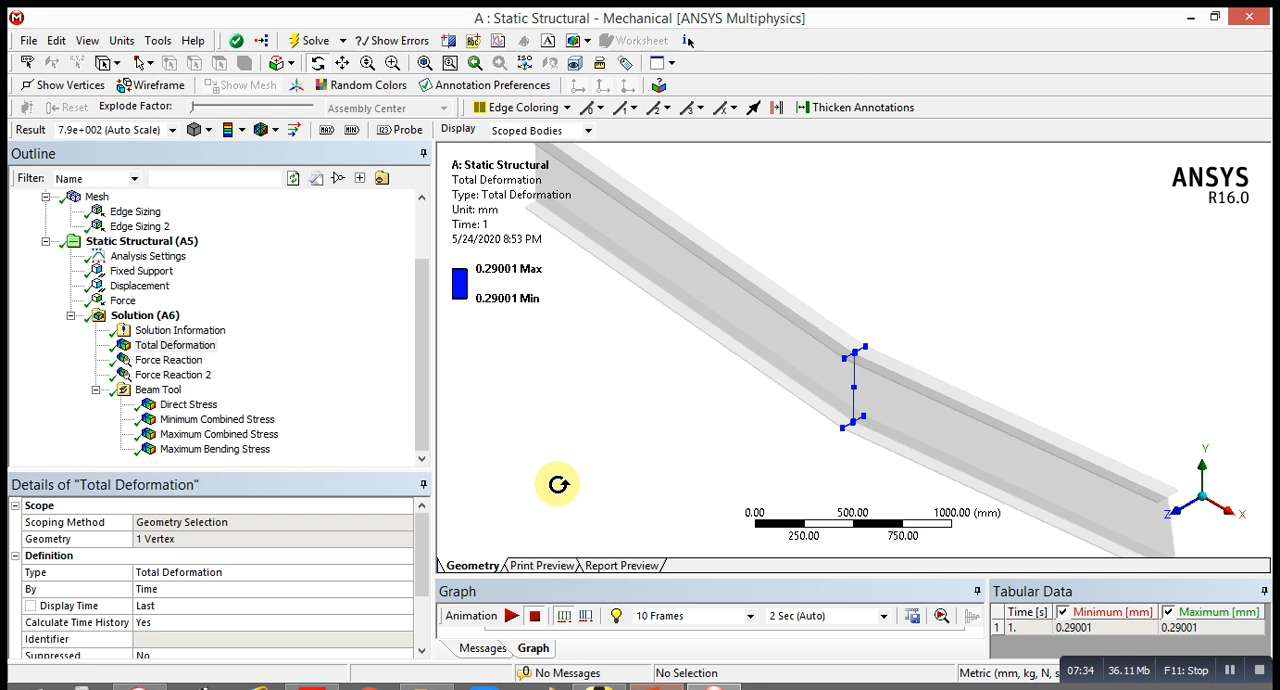 A : Static Structural - Mechanical [ANSYS Multiphysics]
File Edit View Units Tools Help Solve ?/ Show Errors Worksheet
Show Vertices Wireframe Show Mesh Random Colors Annotation Preferences
Reset Explode Factor: Assembly Center Edge Coloring Thicken Annotations
Result 7.9e+002 (Auto Scale) MAX MIN Probe Display Scoped Bodies
Outline
Filter: Name
Mesh
Edge Sizing
Edge Sizing 2
Static Structural (A5)
Analysis Settings
Fixed Support
Displacement
Force
Solution (A6)
Solution Information
Total Deformation
Force Reaction
Force Reaction 2
Beam Tool
Direct Stress
Minimum Combined Stress
Maximum Combined Stress
Maximum Bending Stress
Details of "Total Deformation"
Scope
Scoping Method Geometry Selection
Geometry 1 Vertex
Definition
Type Total Deformation
By Time
Display Time Last
Calculate Time History Yes
Identifier
Suppressed No
A: Static Structural
Total Deformation
Type: Total Deformation
Unit: mm
Time: 1
5/24/2020 8:53 PM
0.29001 Max
0.29001 Min
ANSYS
R16.0
0.00 500.00 1000.00 (mm)
250.00 750.00
Y
Z X
Geometry Print Preview Report Preview
Graph
Animation 10 Frames 2 Sec (Auto)
Messages Graph
Tabular Data
Time [s] Minimum [mm] Maximum [mm]
1 1. 0.29001 0.29001
No Messages No Selection Metric (mm, kg, N, s
07:34 36.11 Mb F11: Stop